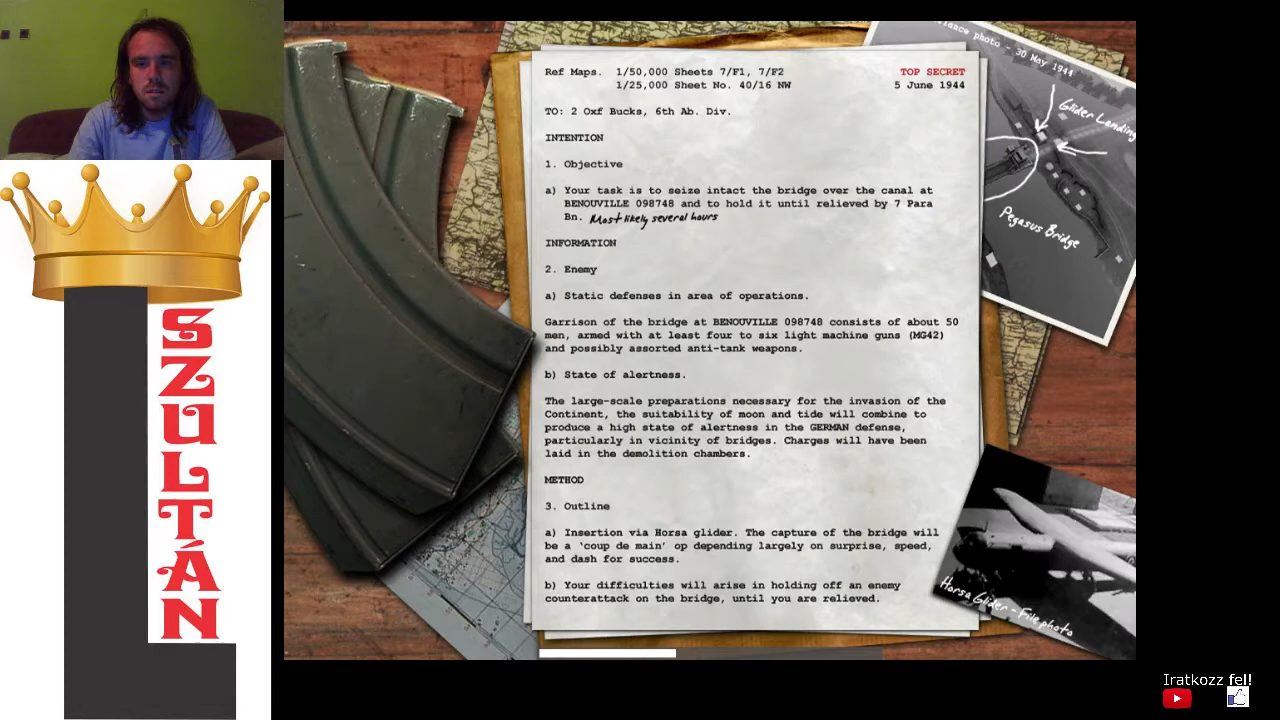 Ref Maps. 1/50,000 Sheets 7/F1, 7/F2
1/25,000 Sheet No. 40/16 NW
TOP SECRET
5 June 1944
TO: 2 Oxf Bucks, 6th Ab. Div.
INTENTION
1. Objective
a) Your task is to seize intact the bridge over the canal at
BENOUVILLE 098748 and to hold it until relieved by 7 Para
Bn. Most likely several hours
INFORMATION
2. Enemy
a) Static defenses in area of operations.
Garrison of the bridge at BENOUVILLE 098748 consists of about 50
men, armed with at least four to six light machine guns (MG42)
and possibly assorted anti-tank weapons.
b) State of alertness.
The large-scale preparations necessary for the invasion of the
Continent, the suitability of moon and tide will combine to
produce a high state of alertness in the GERMAN defense,
particularly in vicinity of bridges. Charges will have been
laid in the demolition chambers.
METHOD
3. Outline
a) Insertion via Horsa glider. The capture of the bridge will
be a ‘coup de main’ op depending largely on surprise, speed,
and dash for success.
b) Your difficulties will arise in holding off an enemy
counterattack on the bridge, until you are relieved.
photo - 30 May 1944
Glider Landing
Pegasus Bridge
Horsa Glider - File photo
L
SZULTÁN
Iratkozz fel!